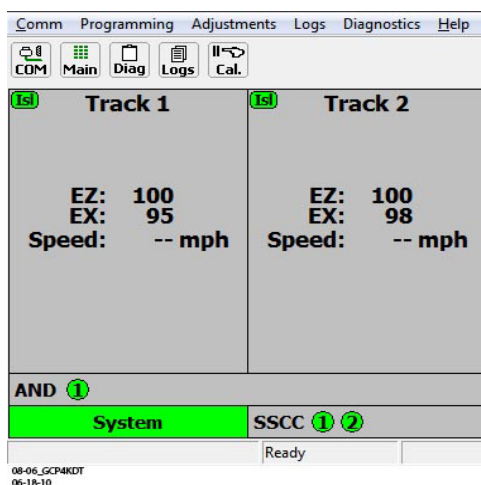 Comm Programming Adjustments Logs Diagnostics Help
COM Main Diag Logs Cal.
Isl Track 1 Isl Track 2
EZ: 100 EZ: 100
EX: 95 EX: 98
Speed: -- mph Speed: -- mph
AND 1
System SSCC 1 2
Ready
08-06_GCP4KDT
06-18-10